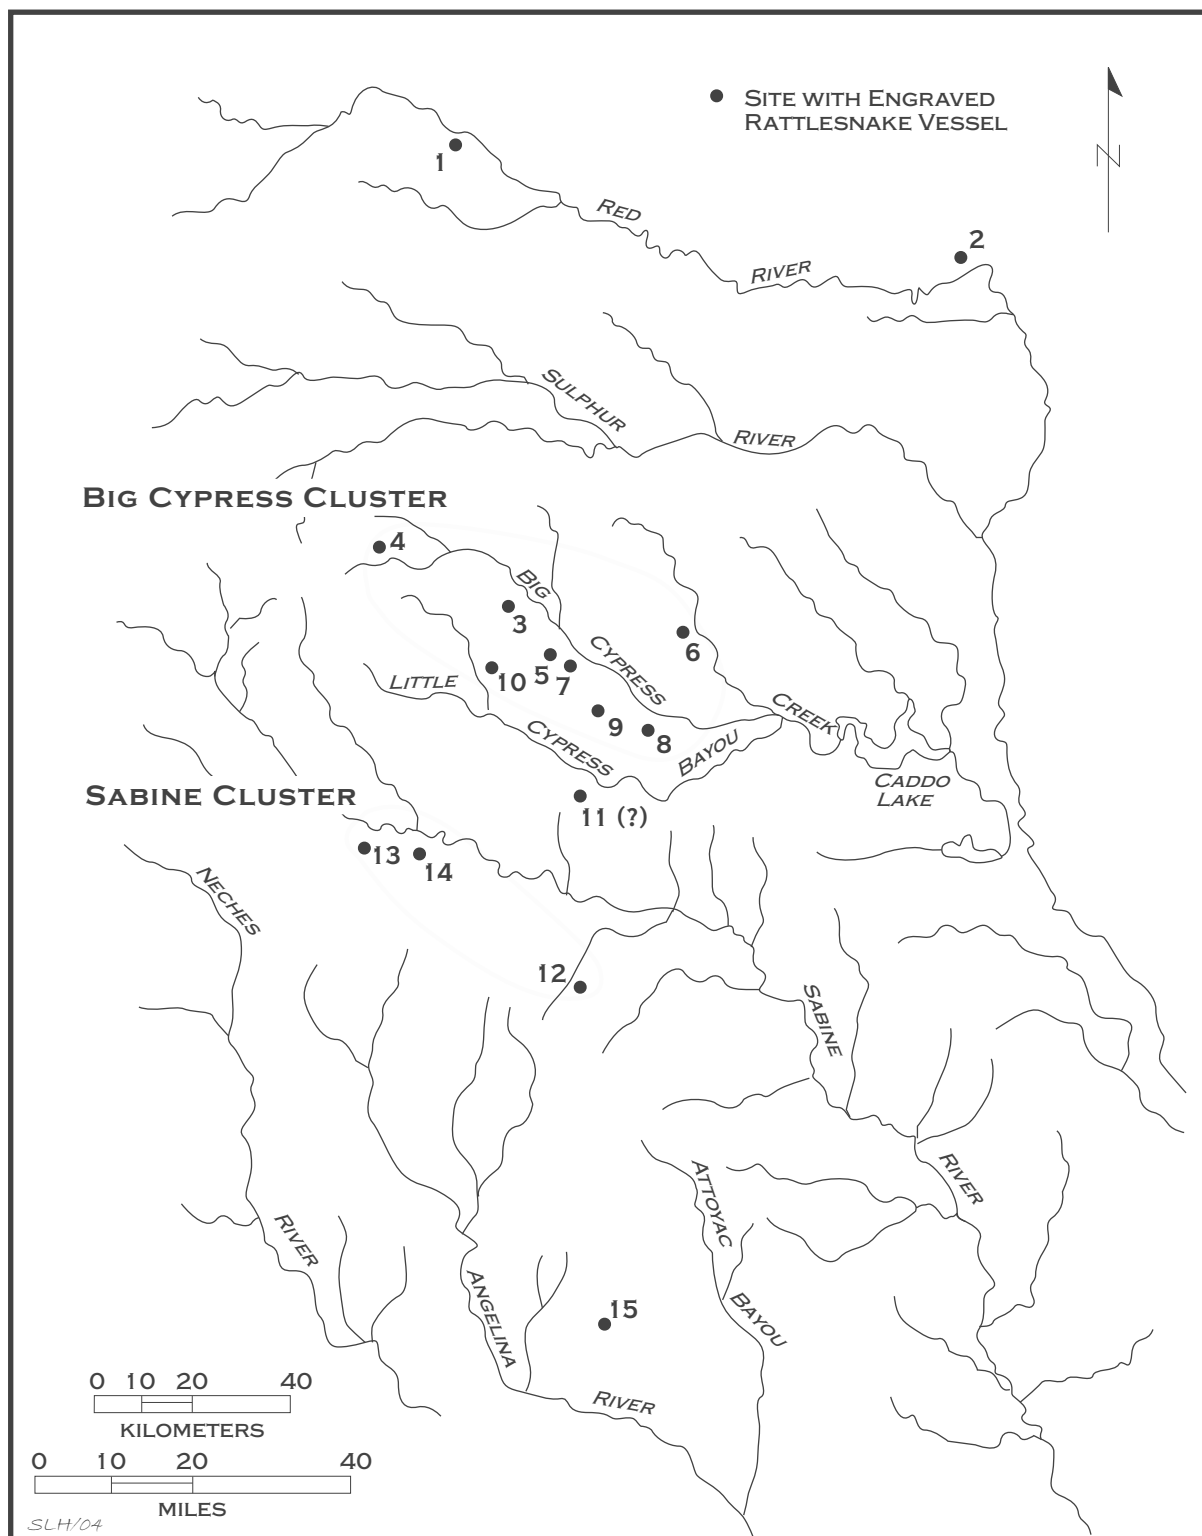 SITE WITH ENGRAVED
RATTLESNAKE VESSEL
N
1
RED
2
RIVER
SULPHUR
RIVER
BIG CYPRESS CLUSTER
4
BIG
3
6
CYPRESS
5
7
10
LITTLE
CREEK
9
8
CYPRESS
BAYOU
CADDO
LAKE
SABINE CLUSTER
11 (?)
13
14
NECHES
12
SABINE
RIVER
ATTOYAC
RIVER
ANGELINA
15
BAYOU
RIVER
0 10 20 40
KILOMETERS
0 10 20 40
MILES
SLH/04